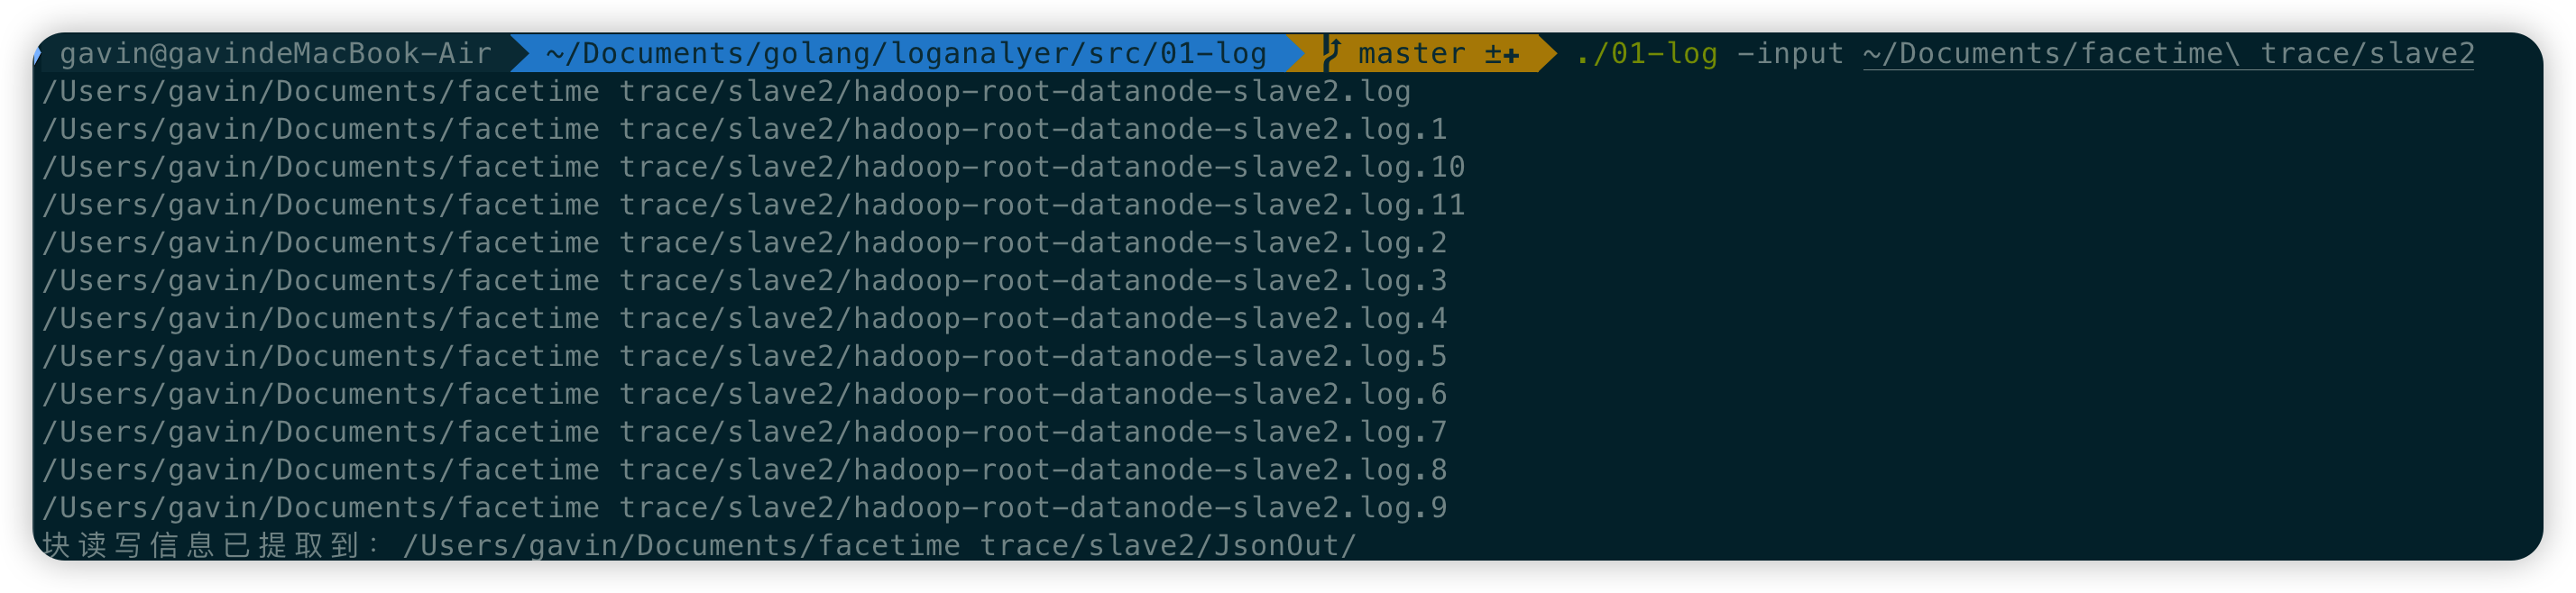 gavin@gavindeMacBook-Air ~/Documents/golang/loganalyer/src/01-log master ±✚ ./01-log -input ~/Documents/facetime\ trace/slave2
/Users/gavin/Documents/facetime trace/slave2/hadoop-root-datanode-slave2.log
/Users/gavin/Documents/facetime trace/slave2/hadoop-root-datanode-slave2.log.1
/Users/gavin/Documents/facetime trace/slave2/hadoop-root-datanode-slave2.log.10
/Users/gavin/Documents/facetime trace/slave2/hadoop-root-datanode-slave2.log.11
/Users/gavin/Documents/facetime trace/slave2/hadoop-root-datanode-slave2.log.2
/Users/gavin/Documents/facetime trace/slave2/hadoop-root-datanode-slave2.log.3
/Users/gavin/Documents/facetime trace/slave2/hadoop-root-datanode-slave2.log.4
/Users/gavin/Documents/facetime trace/slave2/hadoop-root-datanode-slave2.log.5
/Users/gavin/Documents/facetime trace/slave2/hadoop-root-datanode-slave2.log.6
/Users/gavin/Documents/facetime trace/slave2/hadoop-root-datanode-slave2.log.7
/Users/gavin/Documents/facetime trace/slave2/hadoop-root-datanode-slave2.log.8
/Users/gavin/Documents/facetime trace/slave2/hadoop-root-datanode-slave2.log.9
块读写信息已提取到： /Users/gavin/Documents/facetime trace/slave2/JsonOut/